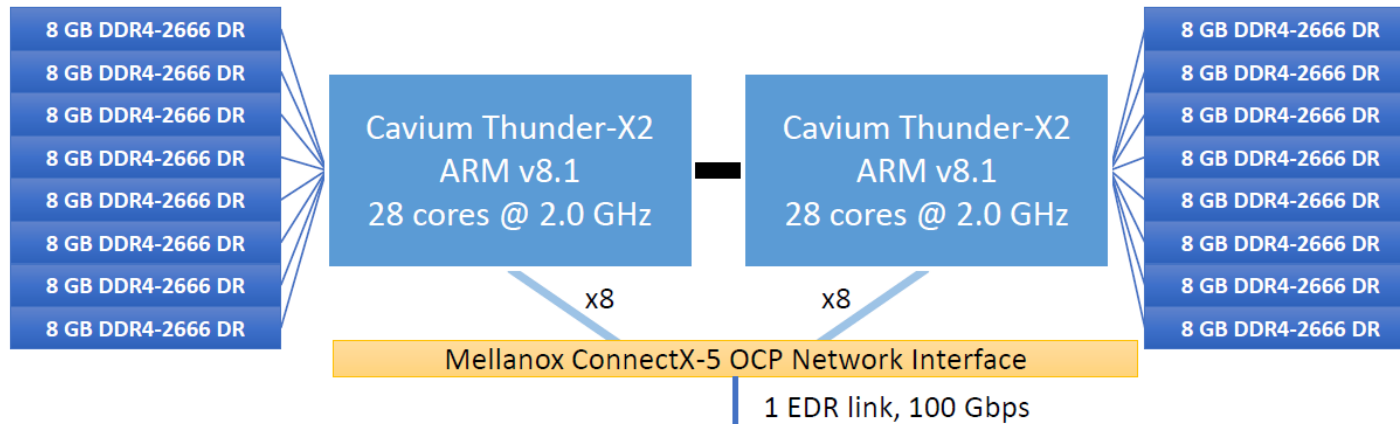 8 GB DDR4-2666 DR
8 GB DDR4-2666 DR
8 GB DDR4-2666 DR
8 GB DDR4-2666 DR
8 GB DDR4-2666 DR
8 GB DDR4-2666 DR
8 GB DDR4-2666 DR
8 GB DDR4-2666 DR
Cavium Thunder-X2
ARM v8.1
28 cores @ 2.0 GHz
Cavium Thunder-X2
ARM v8.1
28 cores @ 2.0 GHz
8 GB DDR4-2666 DR
8 GB DDR4-2666 DR
8 GB DDR4-2666 DR
8 GB DDR4-2666 DR
8 GB DDR4-2666 DR
8 GB DDR4-2666 DR
8 GB DDR4-2666 DR
8 GB DDR4-2666 DR
x8
x8
Mellanox ConnectX-5 OCP Network Interface
1 EDR link, 100 Gbps